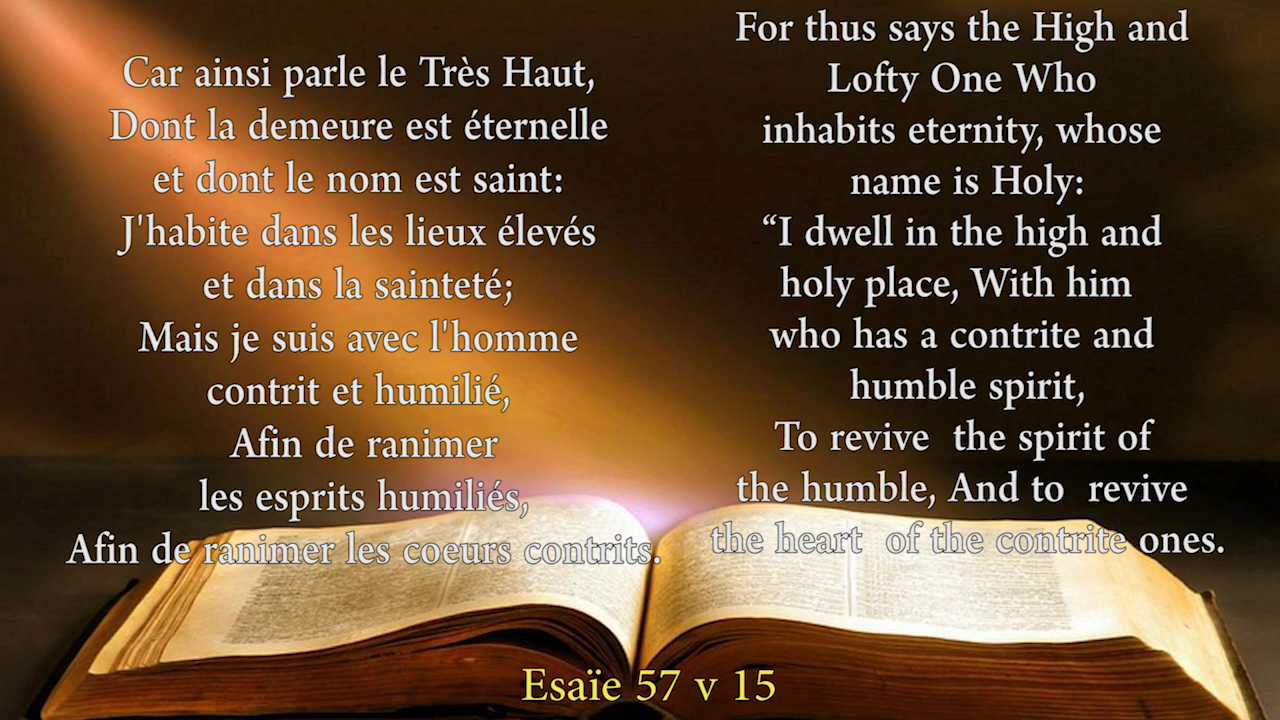 Car ainsi parle le Très Haut,
Dont la demeure est éternelle
et dont le nom est saint:
J'habite dans les lieux élevés
et dans la sainteté;
Mais je suis avec l'homme
contrit et humilié,
Afin de ranimer
les esprits humiliés,
Afin de ranimer les coeurs contrits.
For thus says the High and
Lofty One Who
inhabits eternity, whose
name is Holy:
“I dwell in the high and
holy place, With him
who has a contrite and
humble spirit,
To revive  the spirit of
the humble, And to  revive
the heart  of the contrite ones.
Esaïe 57 v 15